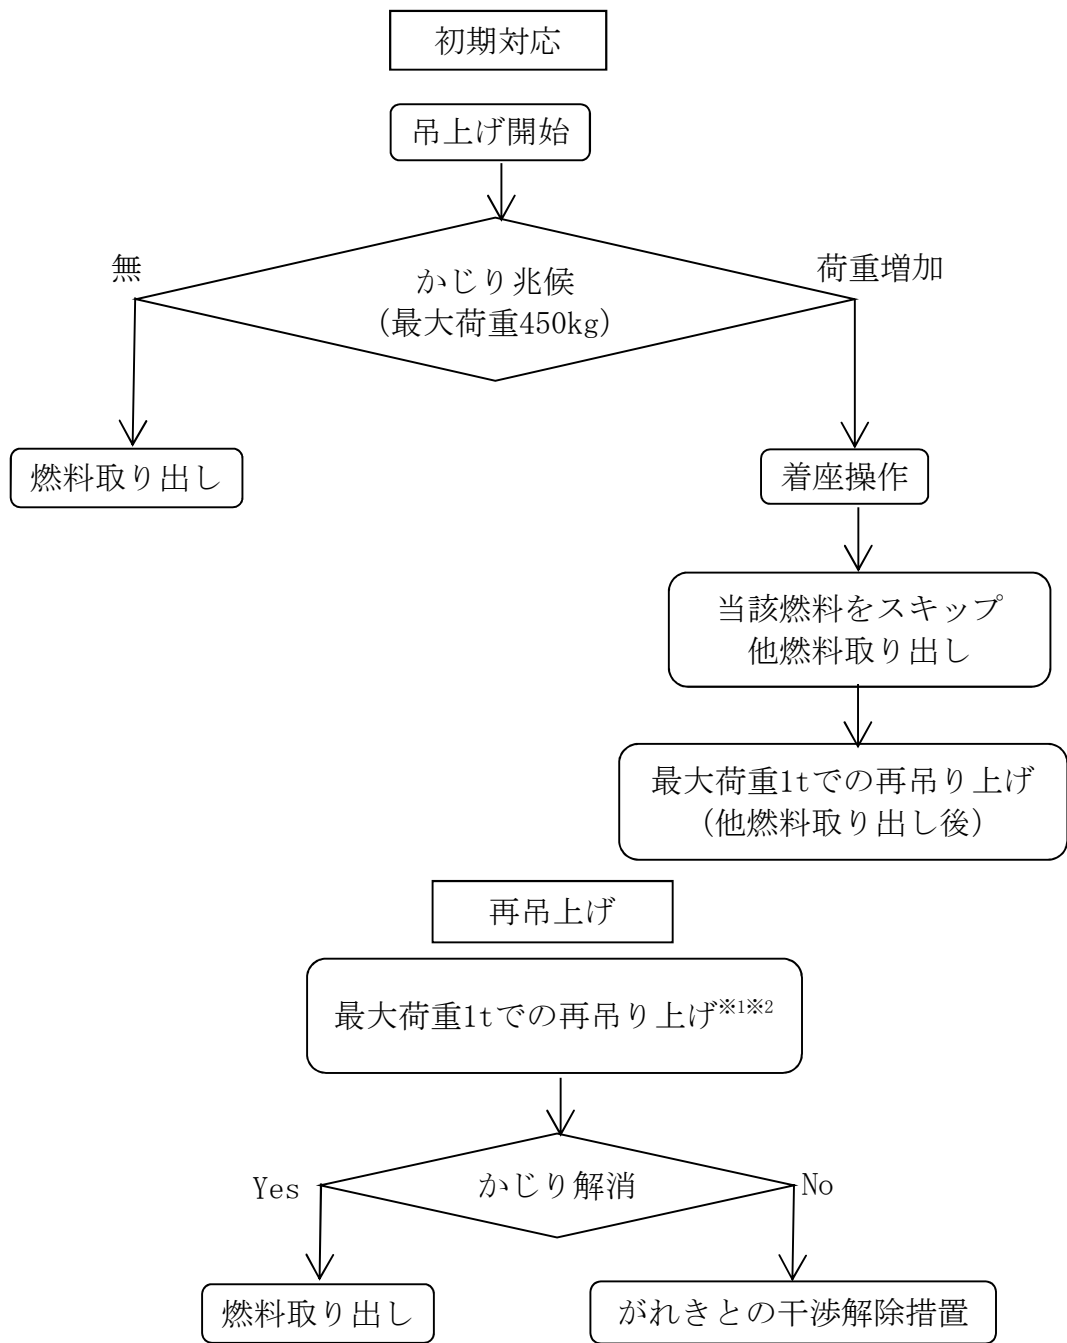 初期対応
吊上げ開始
無
荷重増加
かじり兆候
(最大荷重450kg)
燃料取り出し
着座操作
当該燃料をスキップ
他燃料取り出し
最大荷重1tでの再吊り上げ
(他燃料取り出し後)
再吊上げ
最大荷重1tでの再吊り上げ※1※2
Yes
かじり解消
No
燃料取り出し
がれきとの干渉解除措置